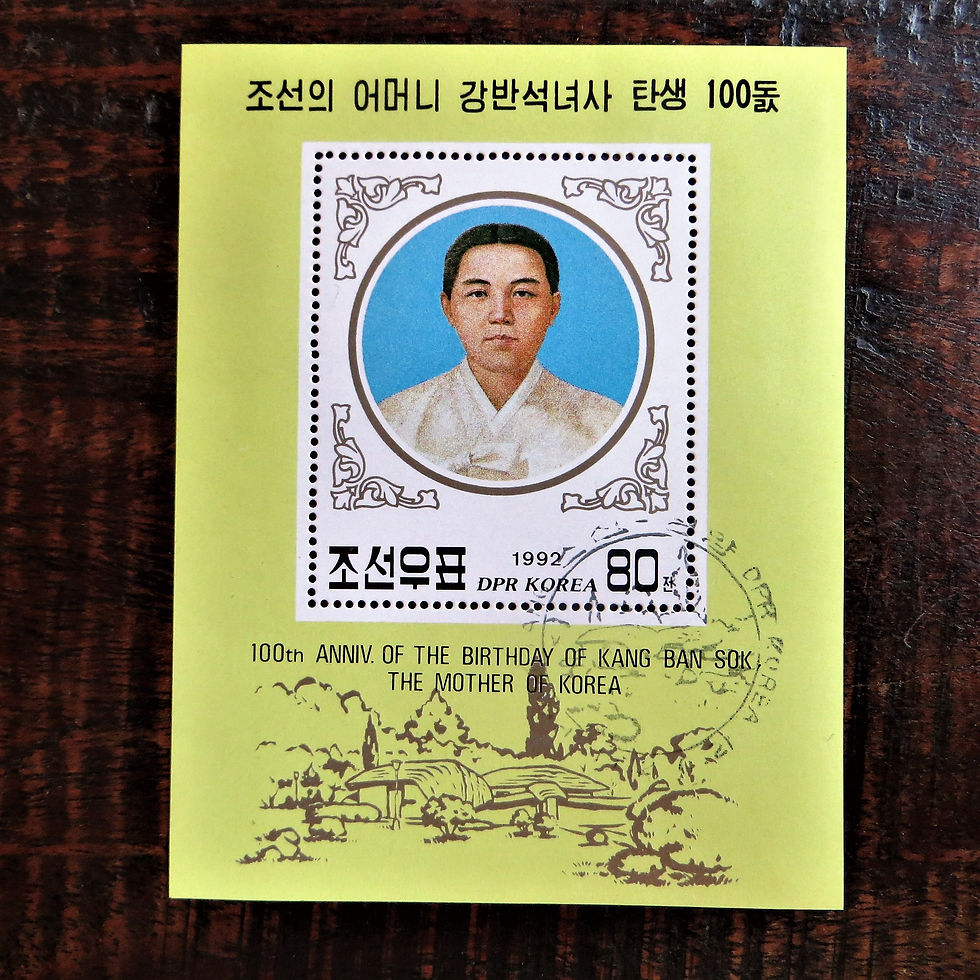 조선의 어머니 강반석녀사 탄생 100돐
조선우표
1992
DPR KOREA
80전
100th ANNIV. OF THE BIRTHDAY OF KANG BAN SOK,
THE MOTHER OF KOREA
DPR KOREA